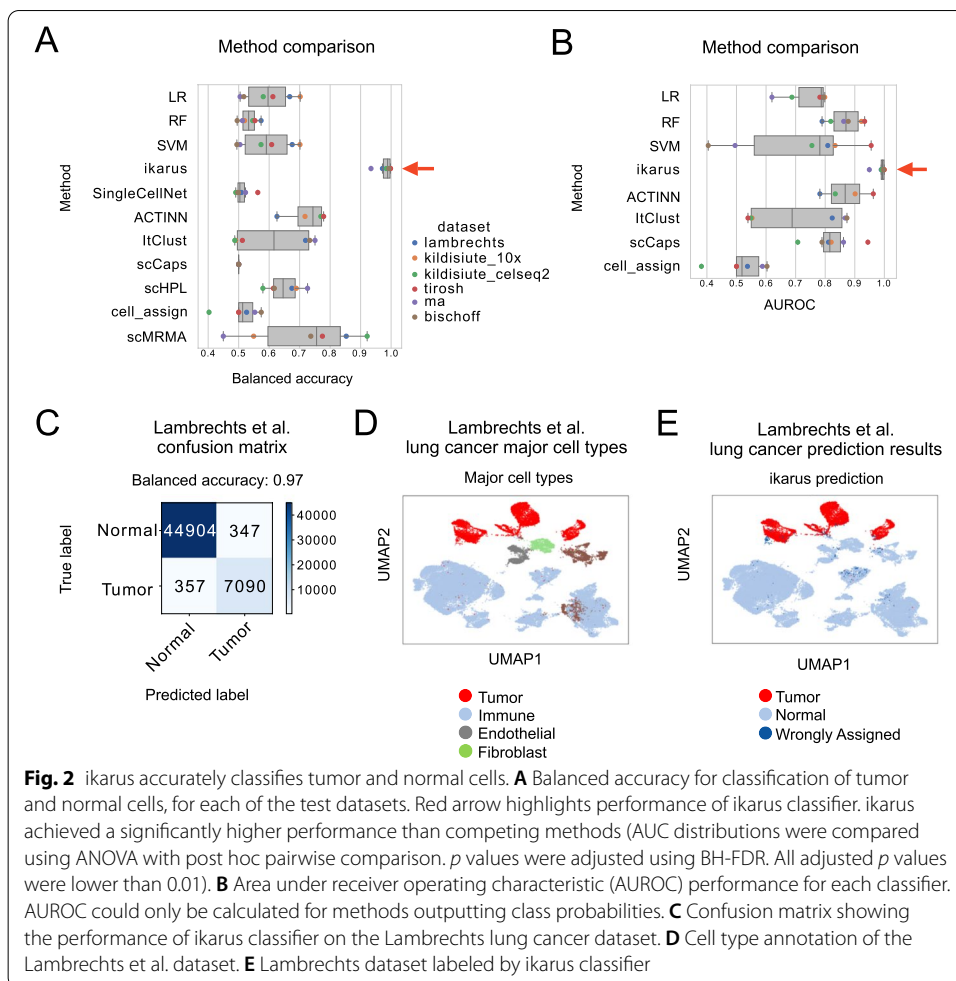 A
Method comparison
Method
LR
RF
SVM
ikarus
SingleCellNet
ACTINN
ItClust
scCaps
scHPL
cell_assign
scMRMA
0.4 0.5 0.6 0.7 0.8 0.9 1.0
Balanced accuracy
dataset
lambrechts
kildisiute_10x
kildisiute_celseq2
tirosh
ma
bischoff
B
Method comparison
Method
LR
RF
SVM
ikarus
ACTINN
ItClust
scCaps
cell_assign
0.4 0.5 0.6 0.7 0.8 0.9 1.0
AUROC
C
Lambrechts et al.
confusion matrix
Balanced accuracy: 0.97
True label
Normal 44904 347
Tumor 357 7090
Normal Tumor
Predicted label
40000
30000
20000
10000
D
Lambrechts et al.
lung cancer major cell types
Major cell types
UMAP2
UMAP1
Tumor
Immune
Endothelial
Fibroblast
E
Lambrechts et al.
lung cancer prediction results
ikarus prediction
UMAP2
UMAP1
Tumor
Normal
Wrongly Assigned
Fig. 2 ikarus accurately classifies tumor and normal cells. A Balanced accuracy for classification of tumor
and normal cells, for each of the test datasets. Red arrow highlights performance of ikarus classifier. ikarus
achieved a significantly higher performance than competing methods (AUC distributions were compared
using ANOVA with post hoc pairwise comparison. p values were adjusted using BH-FDR. All adjusted p values
were lower than 0.01). B Area under receiver operating characteristic (AUROC) performance for each classifier.
AUROC could only be calculated for methods outputting class probabilities. C Confusion matrix showing
the performance of ikarus classifier on the Lambrechts lung cancer dataset. D Cell type annotation of the
Lambrechts et al. dataset. E Lambrechts dataset labeled by ikarus classifier